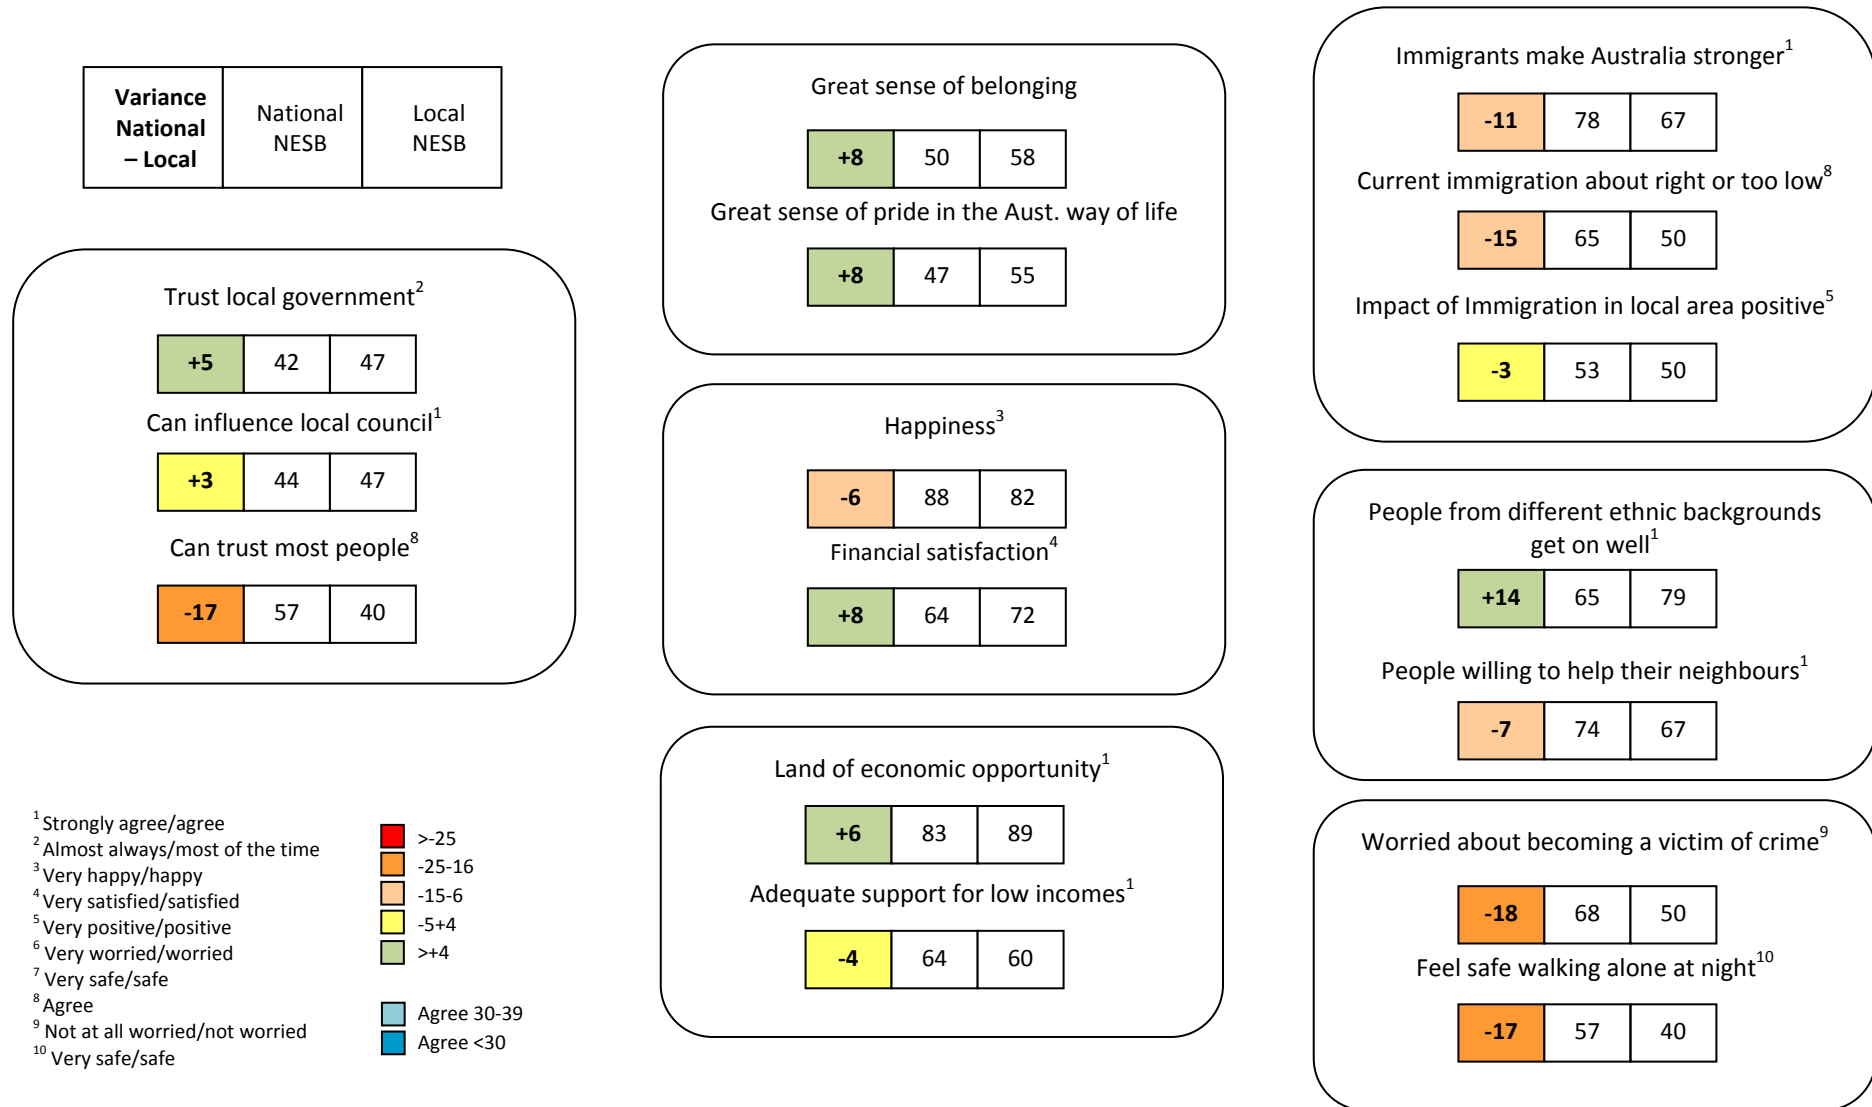 Variance
National
– Local
National
NESB
Local
NESB
Trust local government2
+5 42 47
Can influence local council1
+3 44 47
Can trust most people8
-17 57 40
1 Strongly agree/agree
2 Almost always/most of the time
3 Very happy/happy
4 Very satisfied/satisfied
5 Very positive/positive
6 Very worried/worried
7 Very safe/safe
8 Agree
9 Not at all worried/not worried
10 Very safe/safe
>-25
-25-16
-15-6
-5+4
>+4
Agree 30-39
Agree <30
Great sense of belonging
+8 50 58
Great sense of pride in the Aust. way of life
+8 47 55
Happiness3
-6 88 82
Financial satisfaction4
+8 64 72
Land of economic opportunity1
+6 83 89
Adequate support for low incomes1
-4 64 60
Immigrants make Australia stronger1
-11 78 67
Current immigration about right or too low8
-15 65 50
Impact of Immigration in local area positive5
-3 53 50
People from different ethnic backgrounds
get on well1
+14 65 79
People willing to help their neighbours1
-7 74 67
Worried about becoming a victim of crime9
-18 68 50
Feel safe walking alone at night10
-17 57 40